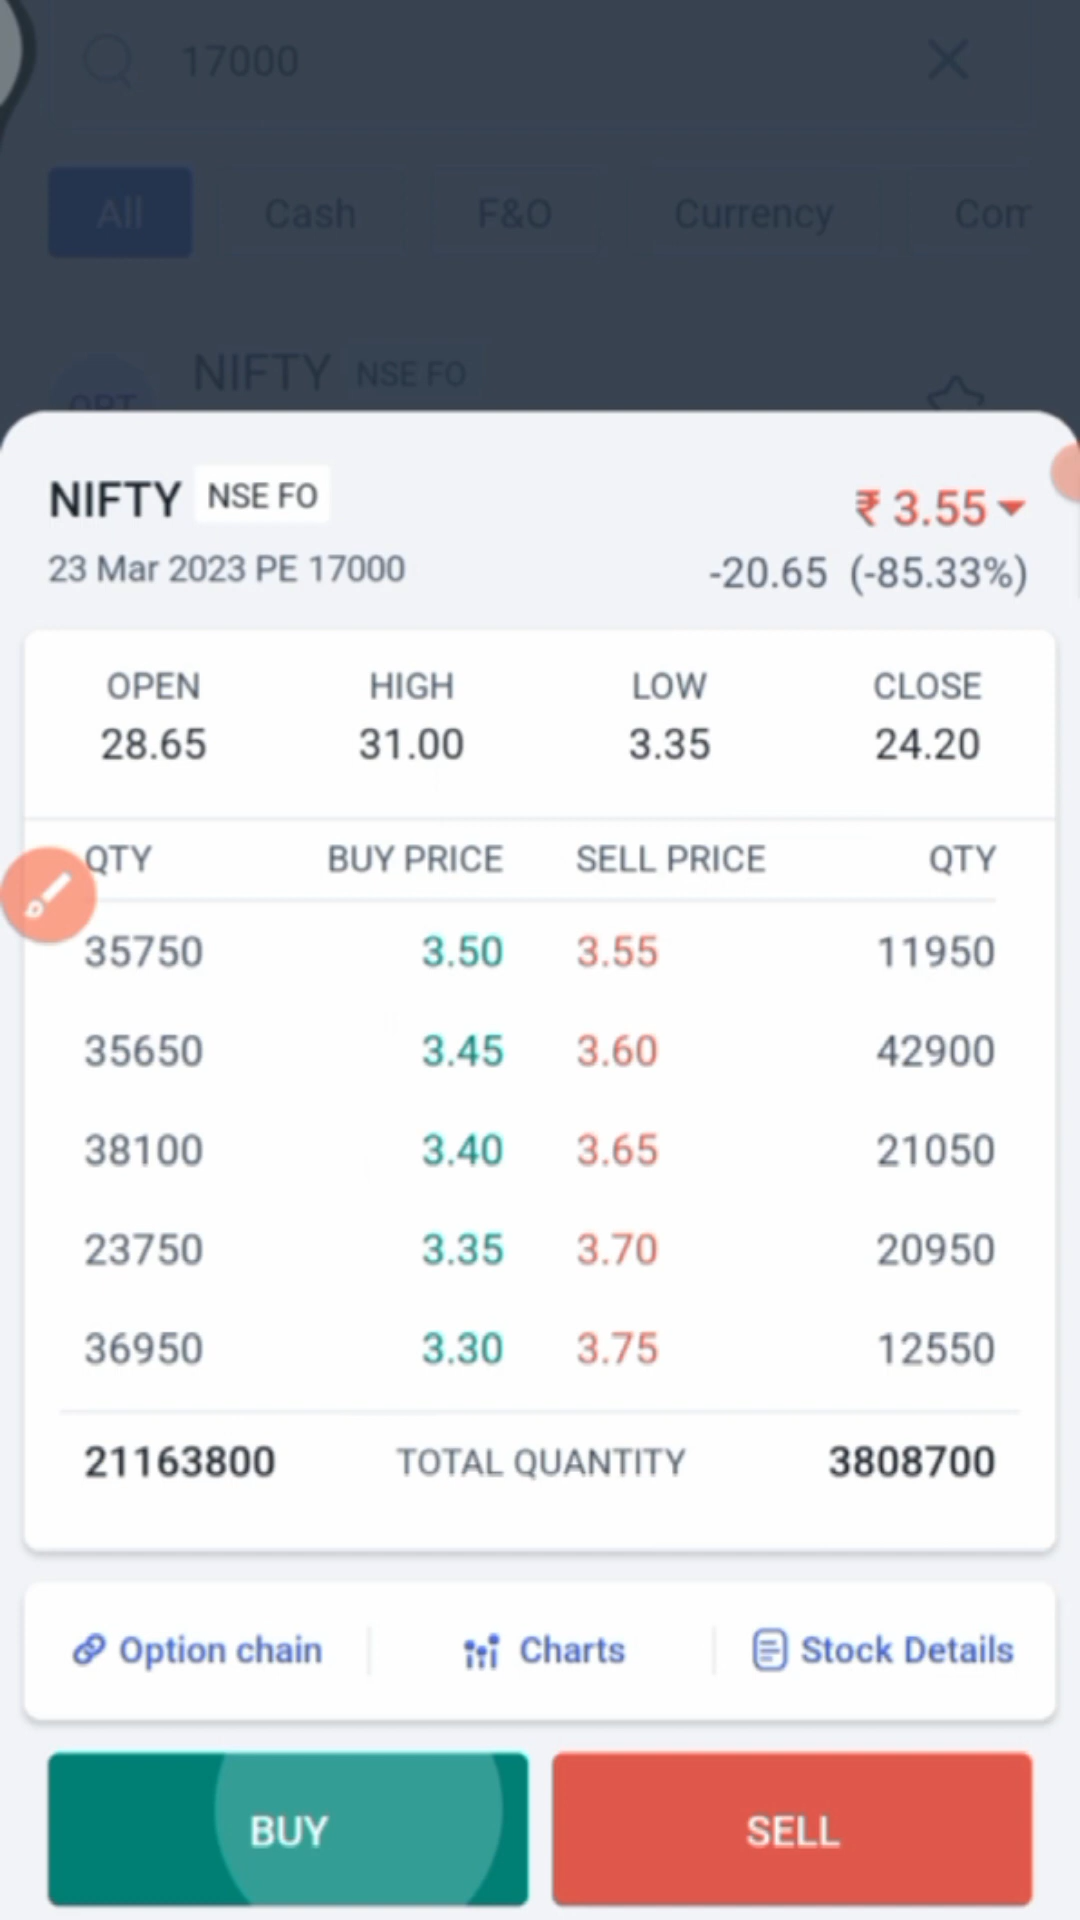 17000
All Cash F&O Currency Com
NIFTY NSE FO
OPT
NIFTY NSE FO ₹ 3.55
23 Mar 2023 PE 17000 -20.65 (-85.33%)
OPEN HIGH LOW CLOSE
28.65 31.00 3.35 24.20
QTY BUY PRICE SELL PRICE QTY
35750 3.50 3.55 11950
35650 3.45 3.60 42900
38100 3.40 3.65 21050
23750 3.35 3.70 20950
36950 3.30 3.75 12550
21163800 TOTAL QUANTITY 3808700
Option chain Charts Stock Details
BUY SELL